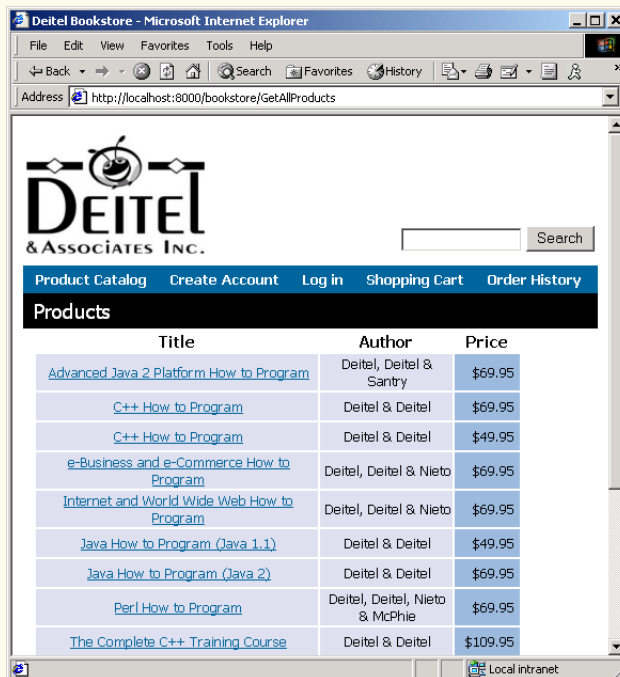 Deitel Bookstore - Microsoft Internet Explorer
File Edit View Favorites Tools Help
Back Search Favorites History »
Address http://localhost:8000/bookstore/GetAllProducts
DEITEL
& ASSOCIATES INC.
Search
Product Catalog Create Account Log in Shopping Cart Order History
Products
Title Author Price
Advanced Java 2 Platform How to Program Deitel, Deitel & Santry $69.95
C++ How to Program Deitel & Deitel $69.95
C++ How to Program Deitel & Deitel $49.95
e-Business and e-Commerce How to Program Deitel, Deitel & Nieto $69.95
Internet and World Wide Web How to Program Deitel, Deitel & Nieto $69.95
Java How to Program (Java 1.1) Deitel & Deitel $49.95
Java How to Program (Java 2) Deitel & Deitel $69.95
Perl How to Program Deitel, Deitel, Nieto & McPhie $69.95
The Complete C++ Training Course Deitel & Deitel $109.95
Local intranet